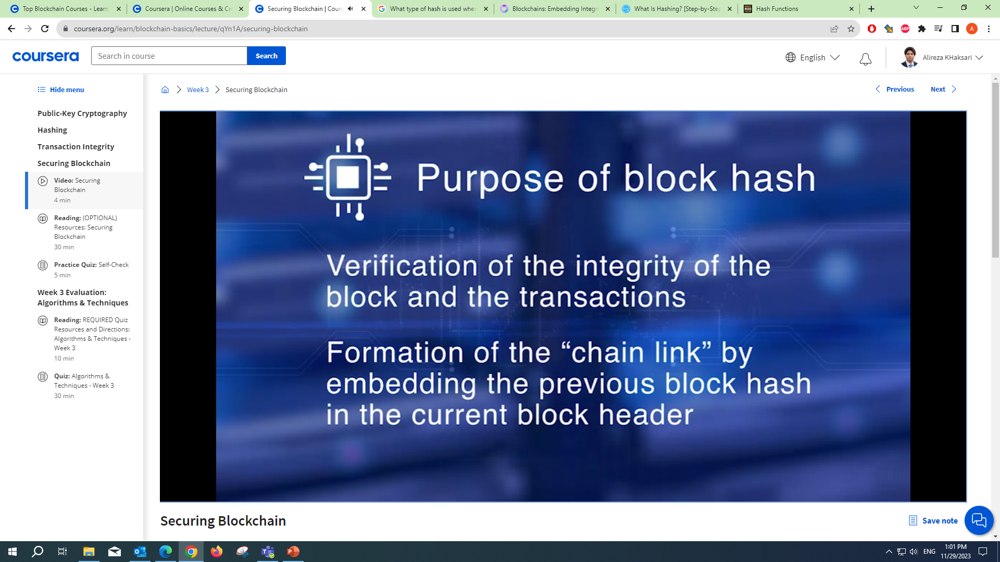 Top Blockchain Courses - Learn
Coursera | Online Courses & Cr
Securing Blockchain | Cours
What type of hash is used when
Blockchains: Embedding Integri
What Is Hashing? [Step-by-Step
Hash Functions
coursera.org/learn/blockchain-basics/lecture/qYn1A/securing-blockchain
ABP
A
coursera
Search in course
Search
English
Alireza KHaksari
Hide menu
Week 3
Securing Blockchain
Previous
Next
Public-Key Cryptography
Hashing
Transaction Integrity
Securing Blockchain
Video: Securing
Blockchain
4 min
Reading: (OPTIONAL)
Resources: Securing
Blockchain
30 min
Practice Quiz: Self-Check
5 min
Week 3 Evaluation:
Algorithms & Techniques
Reading: REQUIRED Quiz
Resources and Directions:
Algorithms & Techniques -
Week 3
10 min
Quiz: Algorithms &
Techniques - Week 3
30 min
Purpose of block hash
Verification of the integrity of the
block and the transactions
Formation of the “chain link” by
embedding the previous block hash
in the current block header
Securing Blockchain
Save note
ENG
1:01 PM
11/29/2023